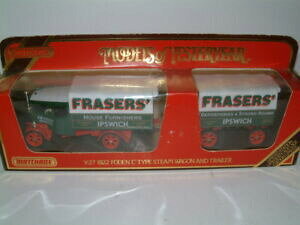 MODELS OF YESTERYEAR
FRASERS'
HOUSE FURNISHERS
IPSWICH
FRASERS'
IPSWICH
MATCHBOX
Y-27 1922 FODEN 'C' TYPE STEAM WAGON AND TRAILER